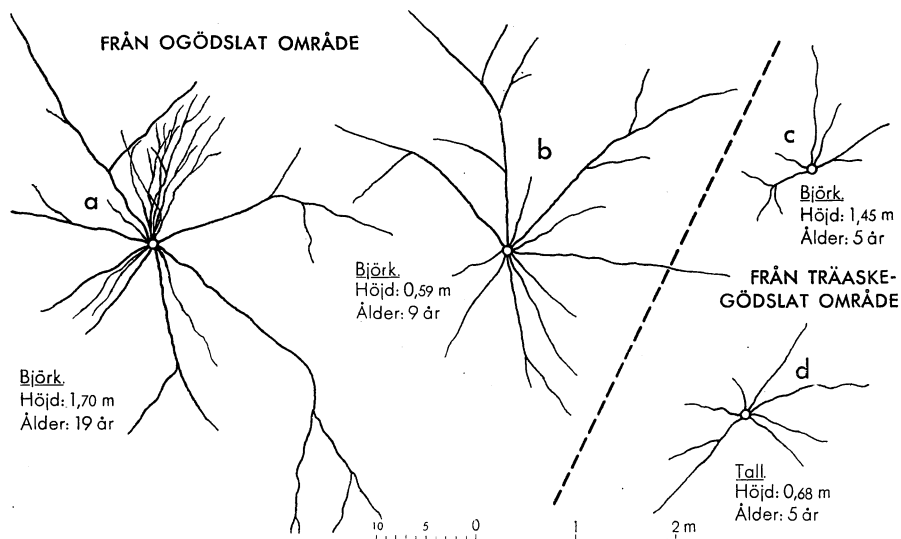 FRÅN OGÖDSLAT OMRÅDE
a
b
c
Björk.
Höjd: 1,45 m
Ålder: 5 år
Björk.
Höjd: 0,59 m
Ålder: 9 år
FRÅN TRÄASKE-
GÖDSLAT OMRÅDE
d
Björk.
Höjd: 1,70 m
Ålder: 19 år
Tall.
Höjd: 0,68 m
Ålder: 5 år
10 5 0 1 2 m